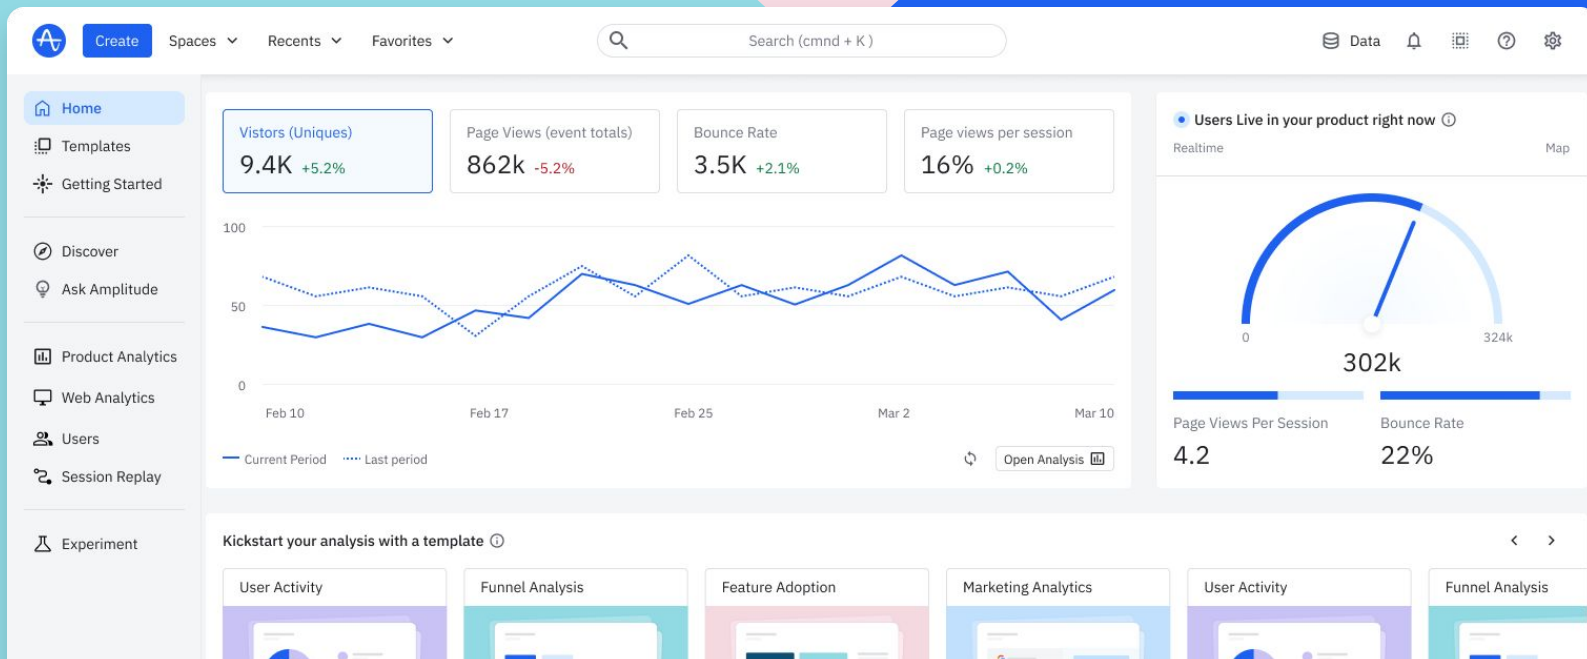 Create Spaces Recents Favorites Search (cmnd + K ) Data
Home
Templates
Getting Started
Discover
Ask Amplitude
Product Analytics
Web Analytics
Users
Session Replay
Experiment
Vistors (Uniques)
9.4K +5.2%
Page Views (event totals)
862k -5.2%
Bounce Rate
3.5K +2.1%
Page views per session
16% +0.2%
100
50
0
Feb 10 Feb 17 Feb 25 Mar 2 Mar 10
Current Period Last period
Open Analysis
Users Live in your product right now
Realtime Map
0 324k
302k
Page Views Per Session
4.2
Bounce Rate
22%
Kickstart your analysis with a template
User Activity
Funnel Analysis
Feature Adoption
Marketing Analytics
User Activity
Funnel Analysis